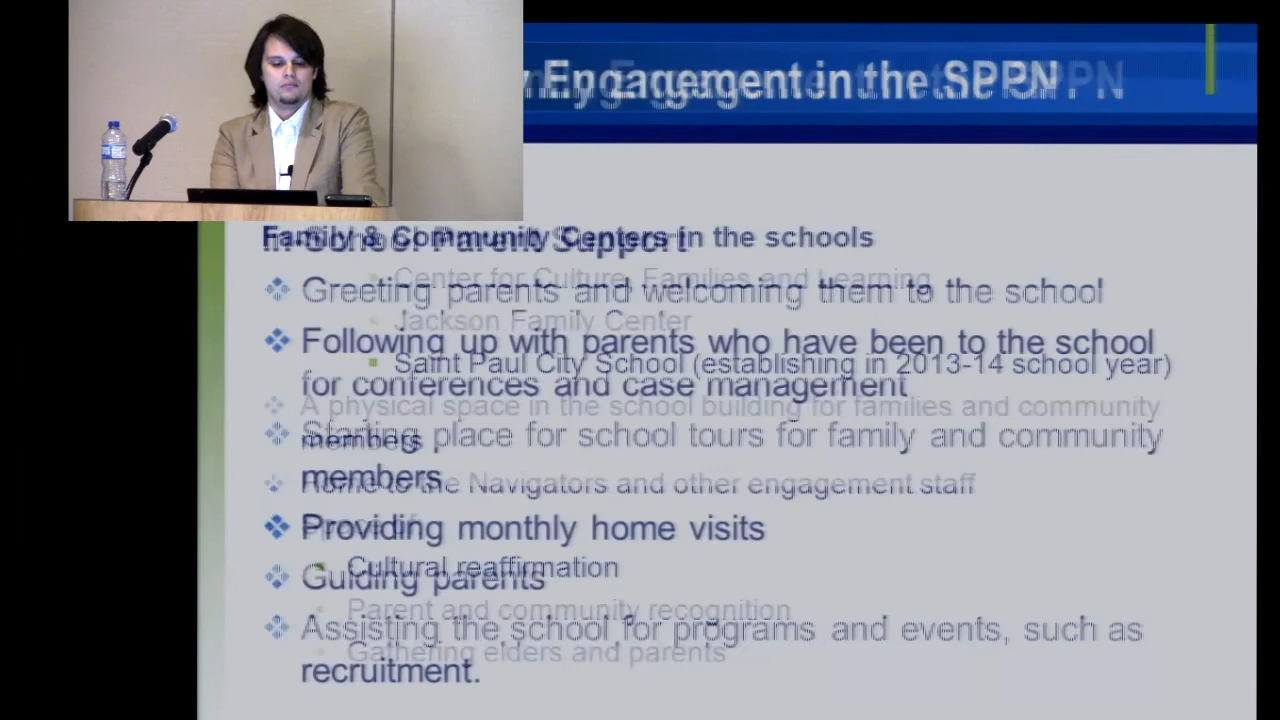 y Engagement in the SPPN
Family & Community Centers in the schools
In-School Parent Support
Center for Culture, Families and Learning
Greeting parents and welcoming them to the school
Jackson Family Center
Following up with parents who have been to the school
Saint Paul City School (establishing in 2013-14 school year)
for conferences and case management
A physical space in the school building for families and community
members
Starting place for school tours for family and community
members
Home to the Navigators and other engagement staff
Providing monthly home visits
Cultural reaffirmation
Guiding parents
Parent and community recognition
Assisting the school for programs and events, such as
Gathering elders and parents
recruitment.